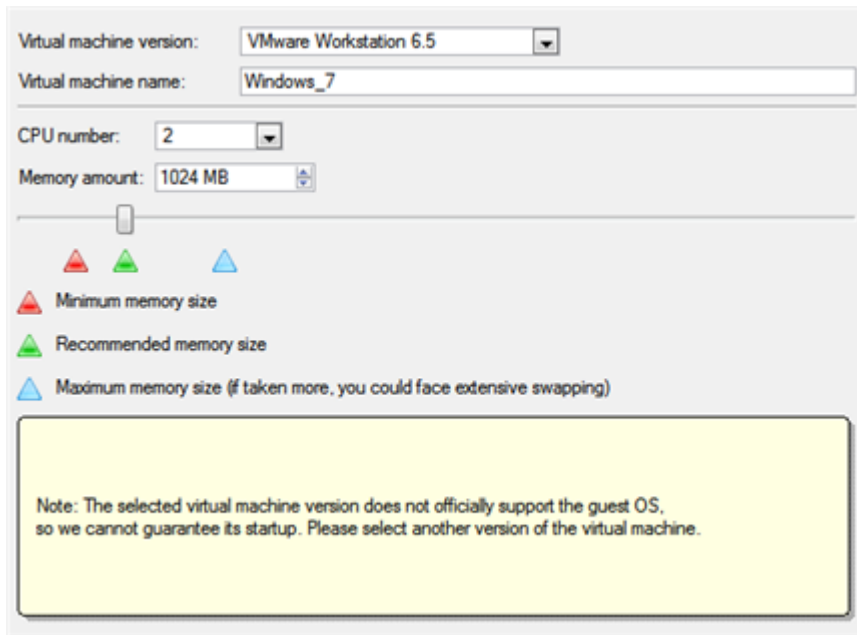 Virtual machine version: VMware Workstation 6.5
Virtual machine name: Windows_7
CPU number: 2
Memory amount: 1024 MB
Minimum memory size
Recommended memory size
Maximum memory size (if taken more, you could face extensive swapping)
Note: The selected virtual machine version does not officially support the guest OS,
so we cannot guarantee its startup. Please select another version of the virtual machine.